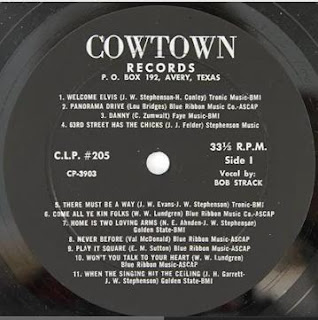 COWTOWN
RECORDS
P. O. BOX 192, AVERY, TEXAS
1. WELCOME ELVIS (J. W. Stephenson-H. Conley) Tronic Music-BMI
2. PANORAMA DRIVE (Lou Bridges) Blue Ribbon Music Co.-ASCAP
3. DANNY (C. Zumwalt) Faye Music-BMI
4. 63RD STREET HAS THE CHICKS (J. J. Felder) Stephenson Music
C.L.P. #205
33⅓ R.P.M.
Side I
CP-3903
Vocal by:
BOB STRACK
5. THERE MUST BE A WAY (J. W. Evans-J. W. Stephenson) Tronic-BMI
6. COME ALL YE KIN FOLKS (W. W. Lundgren) Blue Ribbon Music-ASCAP
7. HOME IS TWO LOVING ARMS (N. E. Ahnden-J. W. Stephenson)
Golden State-BMI
8. NEVER BEFORE (Val McDonald) Blue Ribbon Music-ASCAP
9. PLAY IT SQUARE (E. M. Sutton) Blue Ribbon Music-ASCAP
10. WON'T YOU TALK TO YOUR HEART (W. W. Lundgren)
Blue Ribbon Music-ASCAP
11. WHEN THE SINGING HIT THE CEILING (J. H. Garrett-
J. W. Stephenson) Golden State-BMI